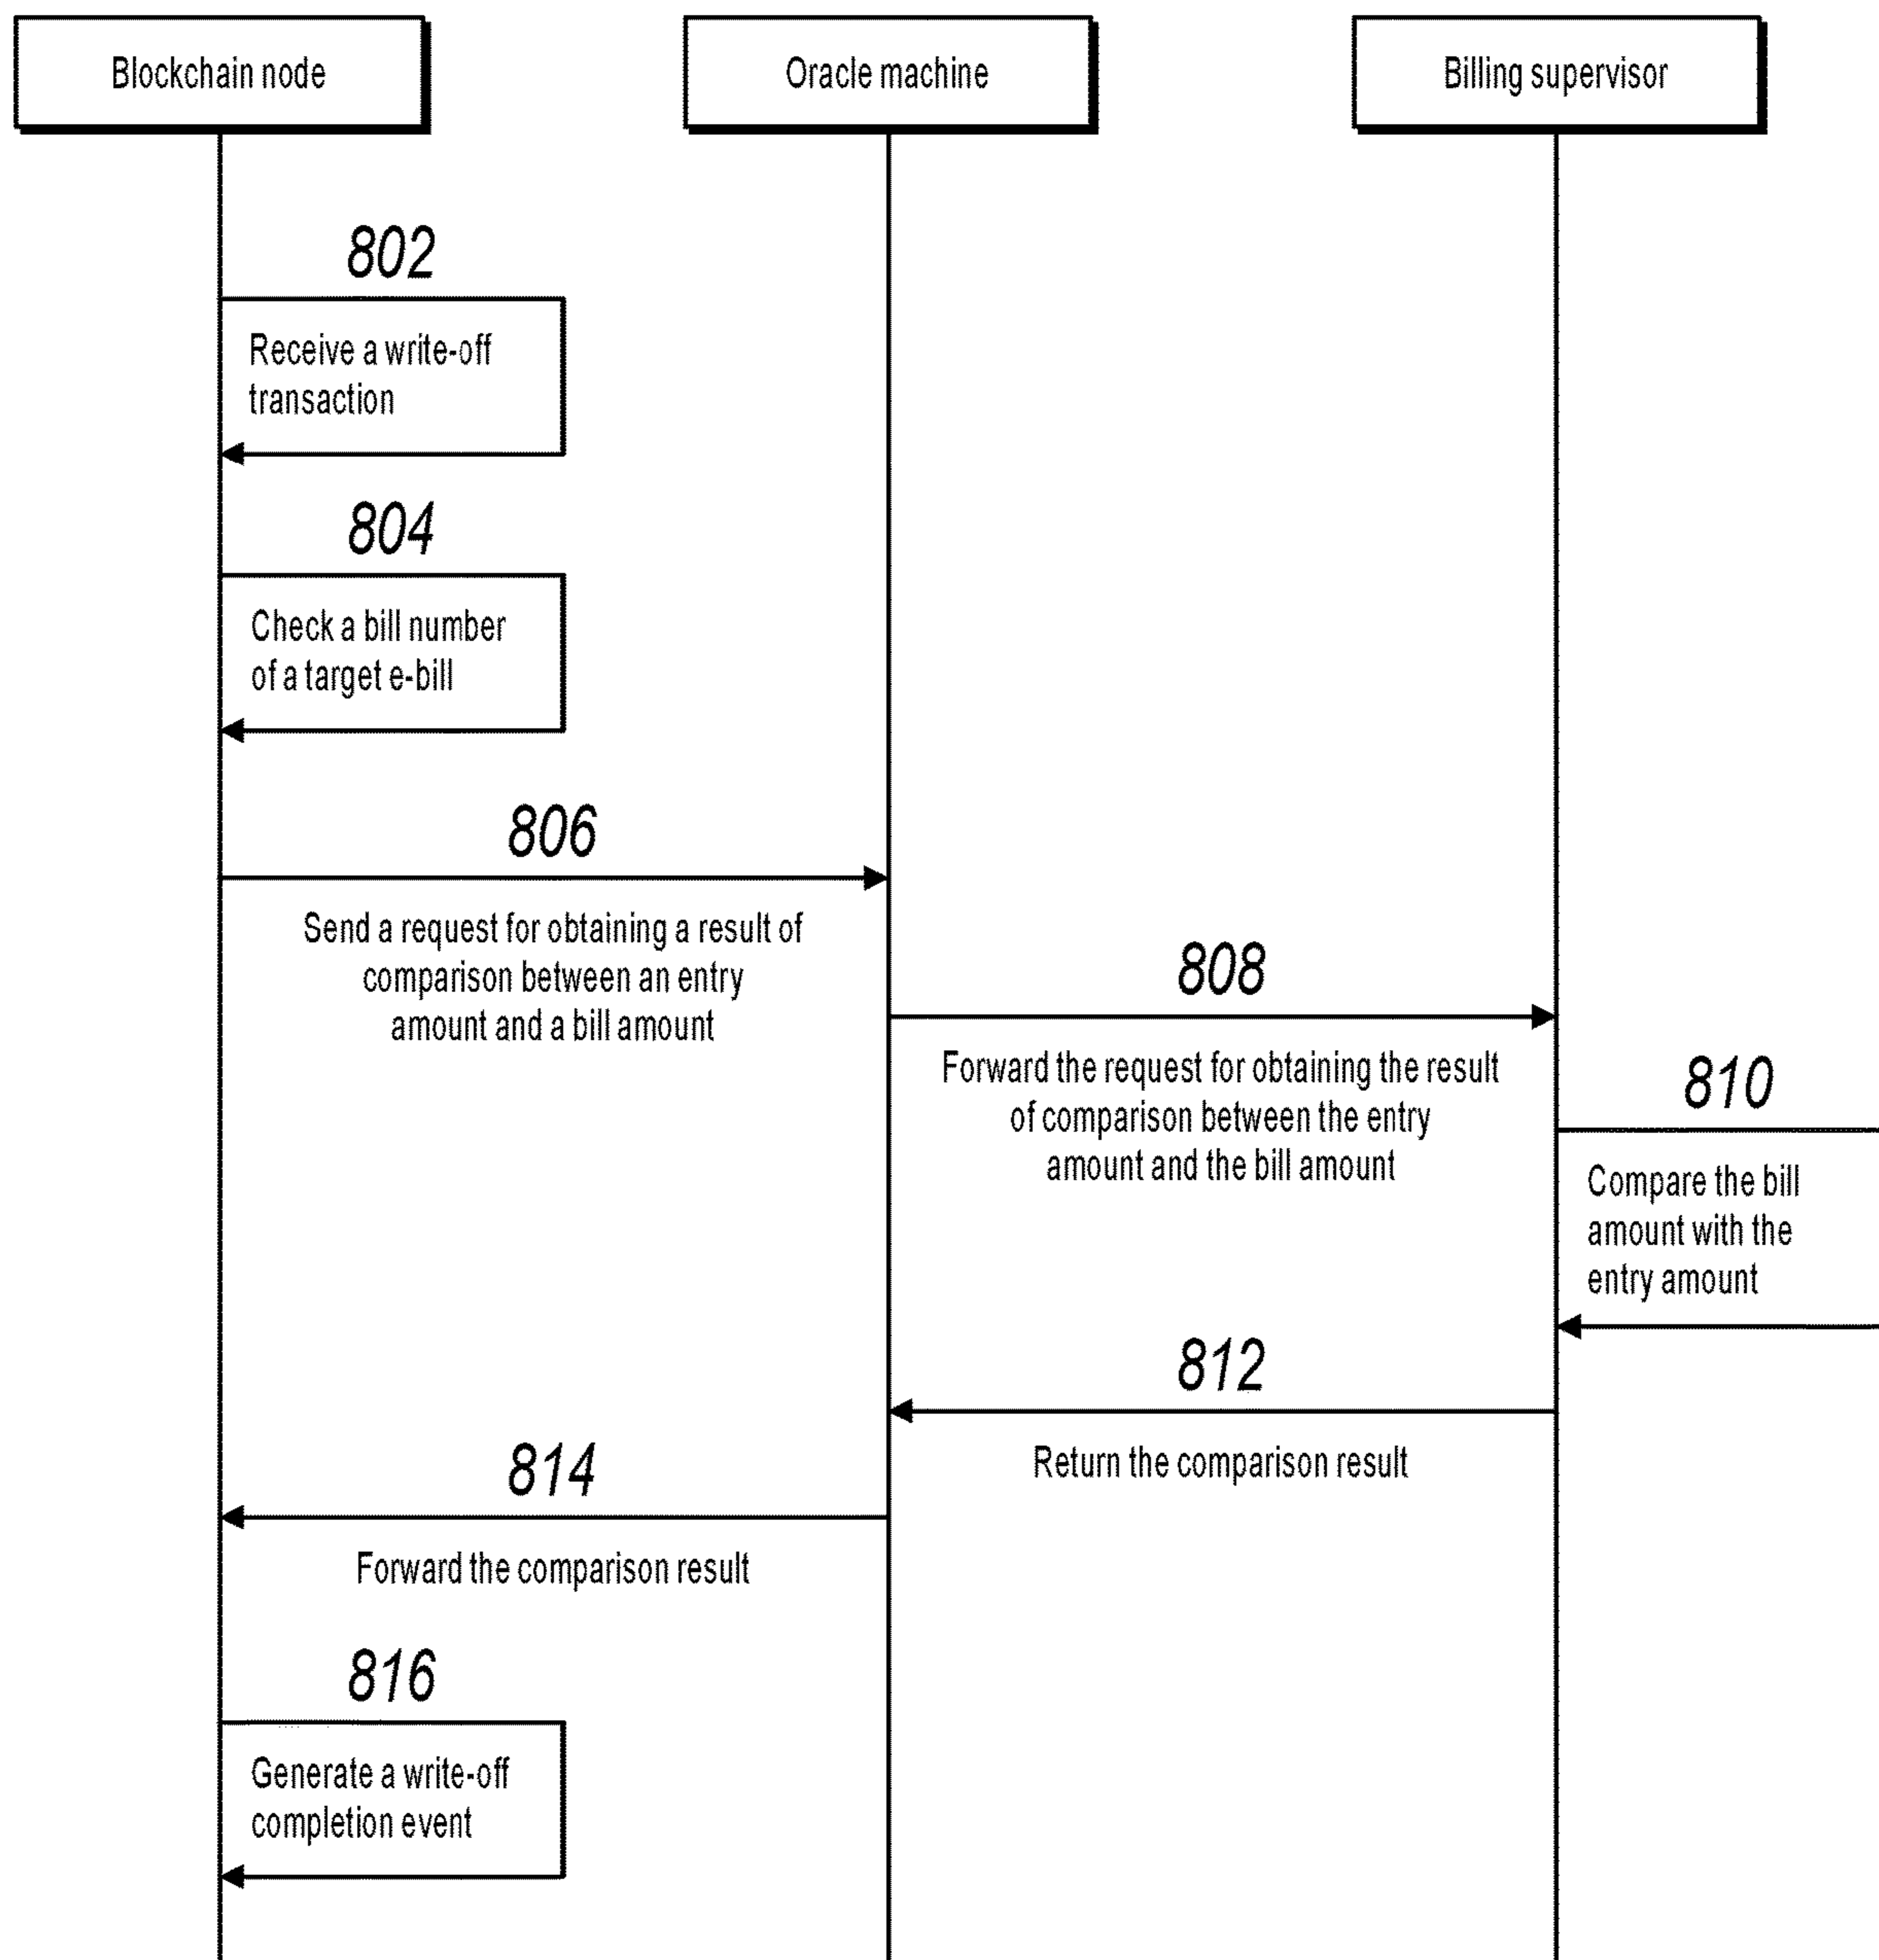 Blockchain node
Oracle machine
Billing supervisor
802
Receive a write-off
transaction
804
Check a bill number
of a target e-bill
806
Send a request for obtaining a result of
comparison between an entry
amount and a bill amount
808
Forward the request for obtaining the result
of comparison between the entry
amount and the bill amount
810
Compare the bill
amount with the
entry amount
812
Return the comparison result
814
Forward the comparison result
816
Generate a write-off
completion event